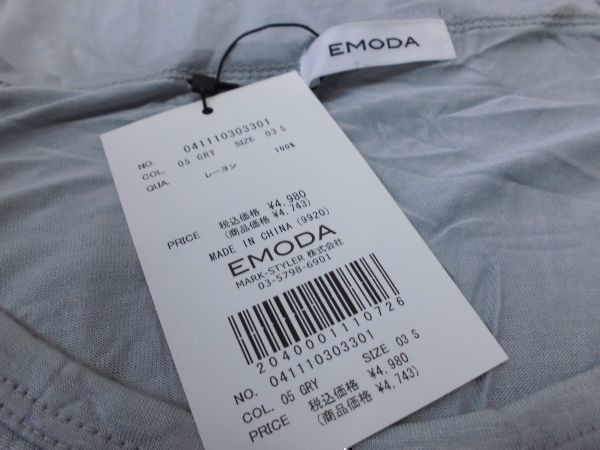 EMODA
NO. 041110303301
COL. 05 GRY SIZE 03 S
QUA. レーヨン 100%
PRICE 税込価格 ¥4,980
(商品価格 ¥4,743)
MADE IN CHINA (9920)
EMODA
MARK-STYLER 株式会社
03-5798-6901
2040001110726
NO. 041110303301
COL. 05 GRY SIZE 03 S
PRICE 税込価格 ¥4,980
(商品価格 ¥4,743)